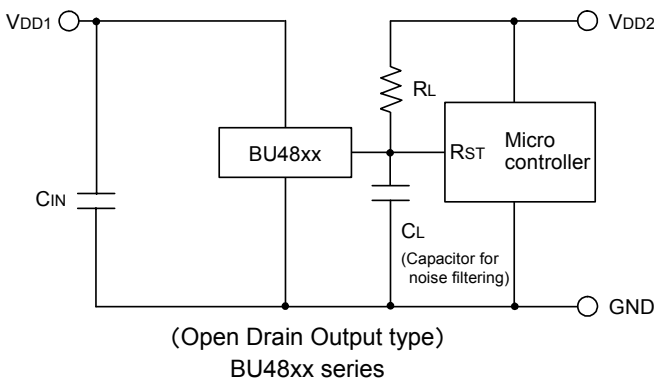 VDD1
VDD2
RL
BU48xx
RST
Micro
controller
CIN
CL
(Capacitor for
noise filtering)
GND
(Open Drain Output type)
BU48xx series